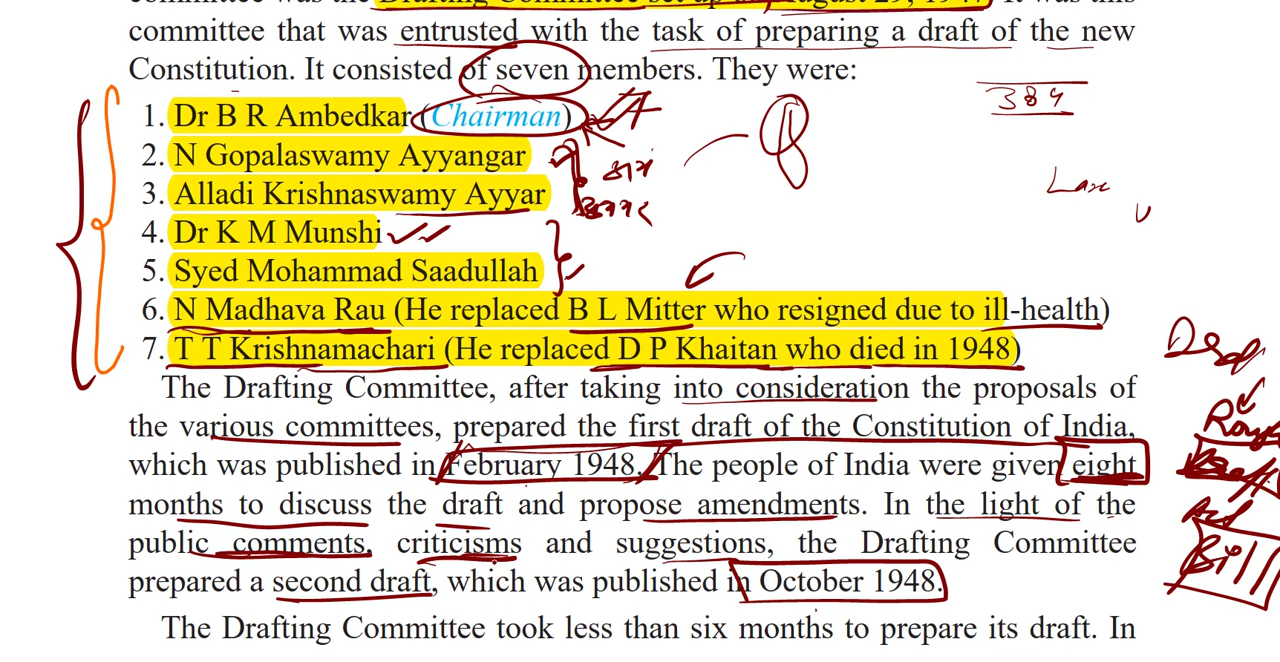 committee was the Drafting Committee set up on August 29, 1947. It was this
committee that was entrusted with the task of preparing a draft of the new
Constitution. It consisted of seven members. They were:
384
1. Dr B R Ambedkar (Chairman)
2. N Gopalaswamy Ayyangar
3. Alladi Krishnaswamy Ayyar
4. Dr K M Munshi
5. Syed Mohammad Saadullah
6. N Madhava Rau (He replaced B L Mitter who resigned due to ill-health)
7. T T Krishnamachari (He replaced D P Khaitan who died in 1948)
The Drafting Committee, after taking into consideration the proposals of
the various committees, prepared the first draft of the Constitution of India,
which was published in February 1948. The people of India were given eight
months to discuss the draft and propose amendments. In the light of the
public comments, criticisms and suggestions, the Drafting Committee
Bill
prepared a second draft, which was published in October 1948.
The Drafting Committee took less than six months to prepare its draft. In